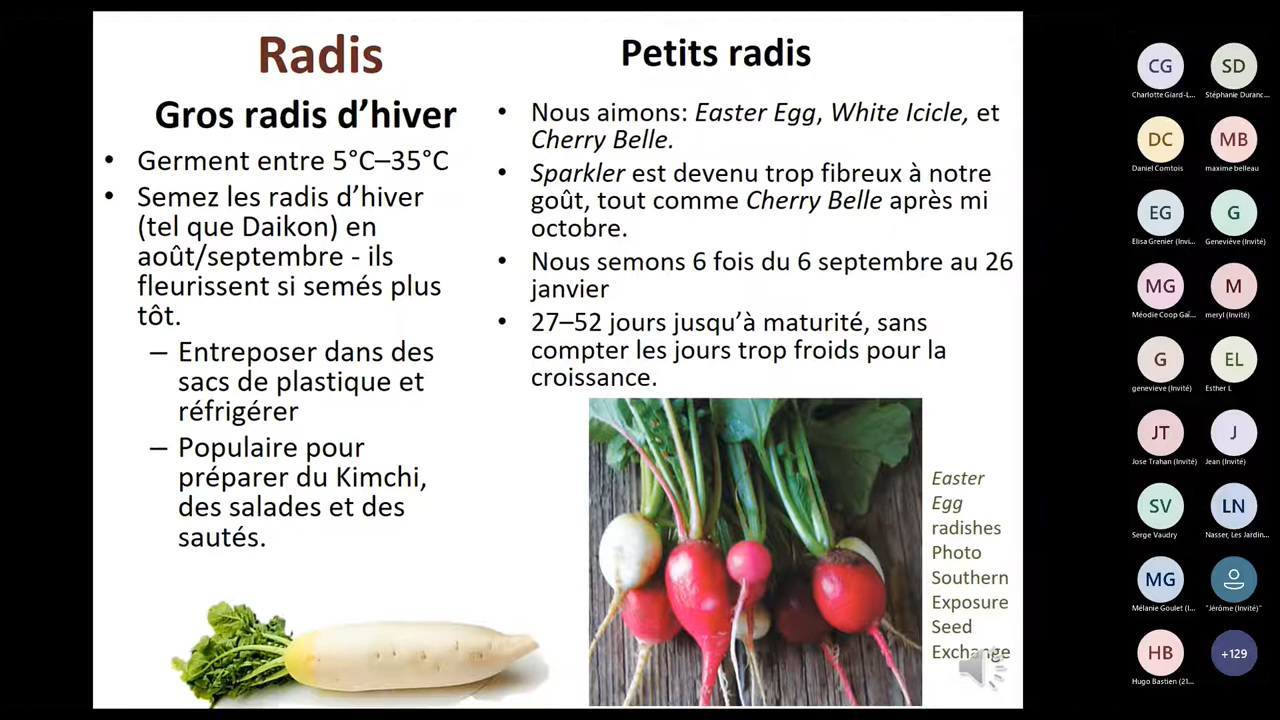 Radis
Gros radis d’hiver
• Germent entre 5°C–35°C
• Semez les radis d’hiver
(tel que Daikon) en
août/septembre - ils
fleurissent si semés plus
tôt.
– Entreposer dans des
sacs de plastique et
réfrigérer
– Populaire pour
préparer du Kimchi,
des salades et des
sautés.
Petits radis
• Nous aimons: Easter Egg, White Icicle, et
Cherry Belle.
• Sparkler est devenu trop fibreux à notre
goût, tout comme Cherry Belle après mi
octobre.
• Nous semons 6 fois du 6 septembre au 26
janvier
• 27–52 jours jusqu’à maturité, sans
compter les jours trop froids pour la
croissance.
Easter
Egg
radishes
Photo
Southern
Exposure
Seed
Exchange
CG
Charlotte Giard-L...
SD
Stéphanie Duranc...
DC
Daniel Comtois
MB
maxime belleau
EG
Elisa Grenier (Invi...
G
Geneviève (Invité)
MG
Méodie Coop Gaï...
M
meryl (Invité)
G
genevieve (Invité)
EL
Esther L
JT
Jose Trahan (Invité)
J
Jean (Invité)
SV
Serge Vaudry
LN
Nasser, Les Jardin...
MG
Mélanie Goulet (I...
"Jérôme (Invité)"
HB
Hugo Bastien (21...
+129